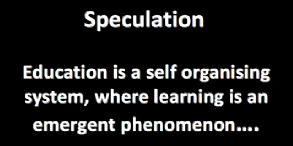 Speculation
Education is a self organising
system, where learning is an
emergent phenomenon....